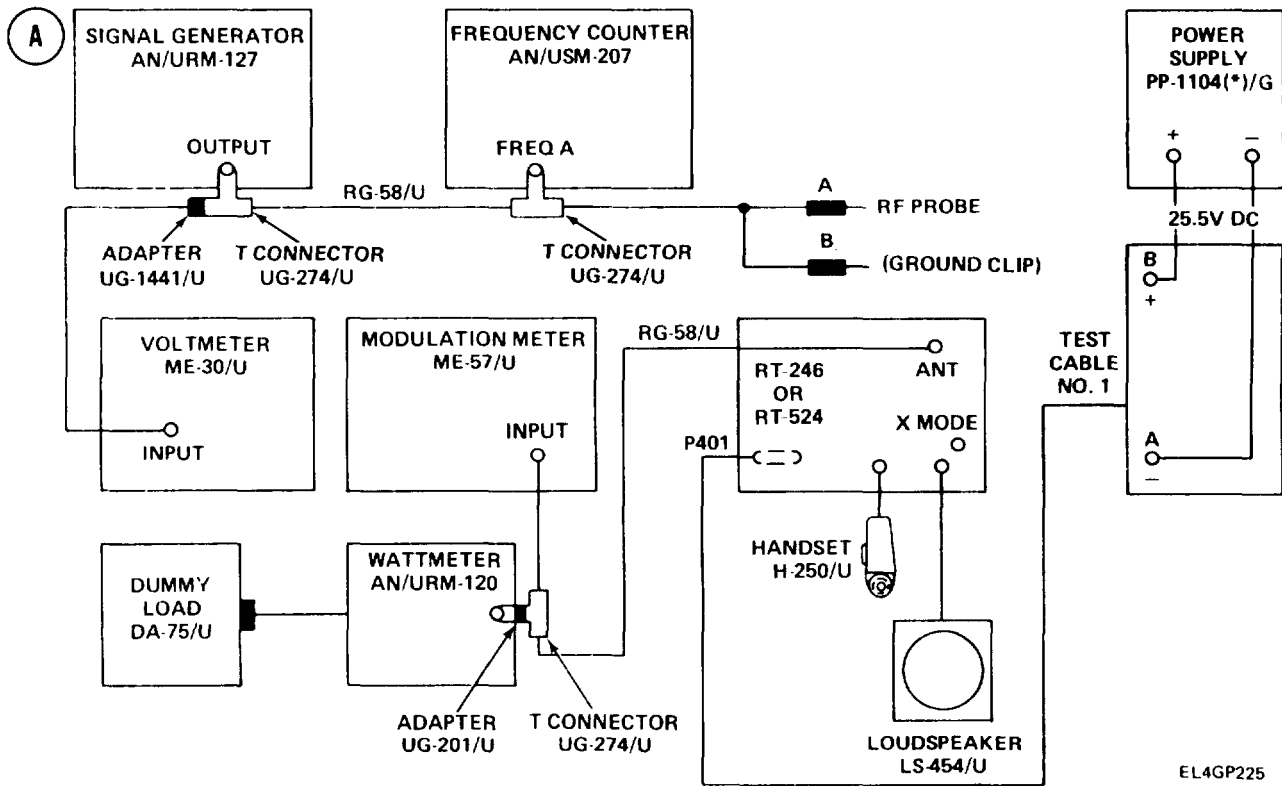 A
SIGNAL GENERATOR
AN/URM-127
OUTPUT
FREQUENCY COUNTER
AN/USM-207
FREQ A
POWER
SUPPLY
PP-1104(*)/G
+
−
RG-58/U
ADAPTER
UG-1441/U
T CONNECTOR
UG-274/U
T CONNECTOR
UG-274/U
A
RF PROBE
B
(GROUND CLIP)
25.5V DC
B
+
A
−
TEST
CABLE
NO. 1
VOLTMETER
ME-30/U
INPUT
MODULATION METER
ME-57/U
INPUT
RG-58/U
RT-246
OR
RT-524
ANT
X MODE
P401
HANDSET
H-250/U
DUMMY
LOAD
DA-75/U
WATTMETER
AN/URM-120
ADAPTER
UG-201/U
T CONNECTOR
UG-274/U
LOUDSPEAKER
LS-454/U
EL4GP225